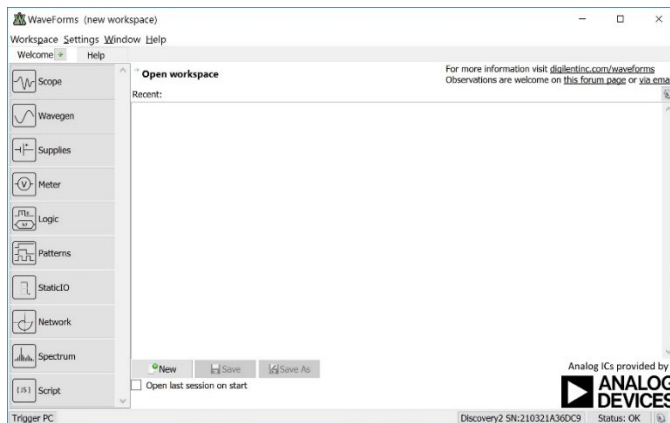 WaveForms (new workspace)
Workspace Settings Window Help
Welcome Help
Open workspace
For more information visit digilentinc.com/waveforms
Observations are welcome on this forum page or via ema
Recent:
Scope
Wavegen
Supplies
Meter
Logic
Patterns
StaticIO
Network
Spectrum
Script
New Save Save As
Open last session on start
Analog ICs provided by
ANALOG
DEVICES
Trigger PC Discovery2 SN:210321A36DC9 Status: OK